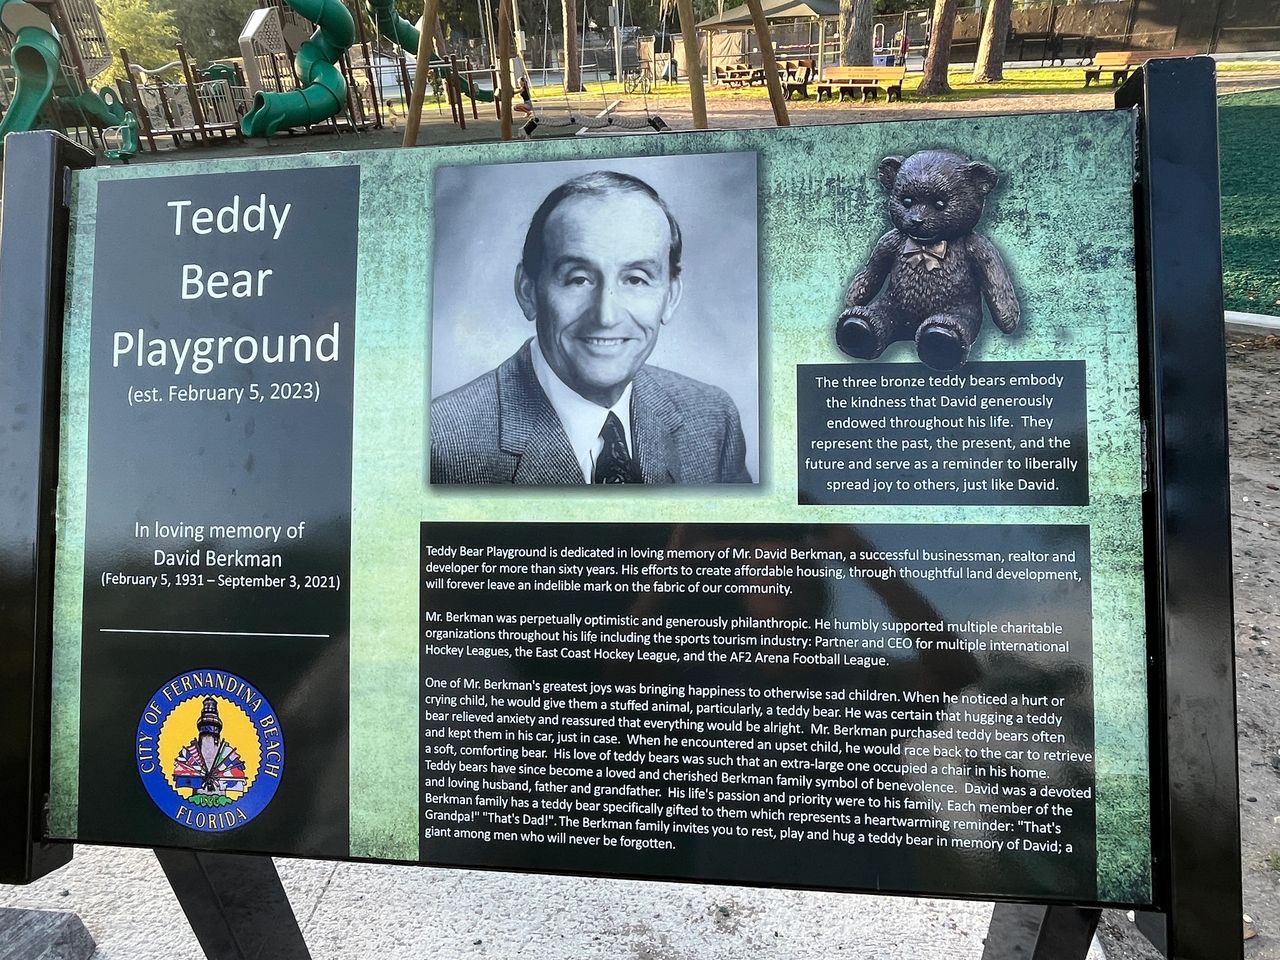 Teddy
Bear
Playground
(est. February 5, 2023)
In loving memory of
David Berkman
(February 5, 1931 – September 3, 2021)
CITY OF FERNANDINA BEACH
FLORIDA
The three bronze teddy bears embody
the kindness that David generously
endowed throughout his life. They
represent the past, the present, and the
future and serve as a reminder to liberally
spread joy to others, just like David.
Teddy Bear Playground is dedicated in loving memory of Mr. David Berkman, a successful businessman, realtor and
developer for more than sixty years. His efforts to create affordable housing, through thoughtful land development,
will forever leave an indelible mark on the fabric of our community.
Mr. Berkman was perpetually optimistic and generously philanthropic. He humbly supported multiple charitable
organizations throughout his life including the sports tourism industry: Partner and CEO for multiple international
Hockey Leagues, the East Coast Hockey League, and the AF2 Arena Football League.
One of Mr. Berkman's greatest joys was bringing happiness to otherwise sad children. When he noticed a hurt or
crying child, he would give them a stuffed animal, particularly, a teddy bear. He was certain that hugging a teddy
bear relieved anxiety and reassured that everything would be alright. Mr. Berkman purchased teddy bears often
and kept them in his car, just in case. When he encountered an upset child, he would race back to the car to retrieve
a soft, comforting bear. His love of teddy bears was such that an extra-large one occupied a chair in his home.
Teddy bears have since become a loved and cherished Berkman family symbol of benevolence. David was a devoted
and loving husband, father and grandfather. His life's passion and priority were to his family. Each member of the
Berkman family has a teddy bear specifically gifted to them which represents a heartwarming reminder: "That's
Grandpa!" "That's Dad!". The Berkman family invites you to rest, play and hug a teddy bear in memory of David; a
giant among men who will never be forgotten.